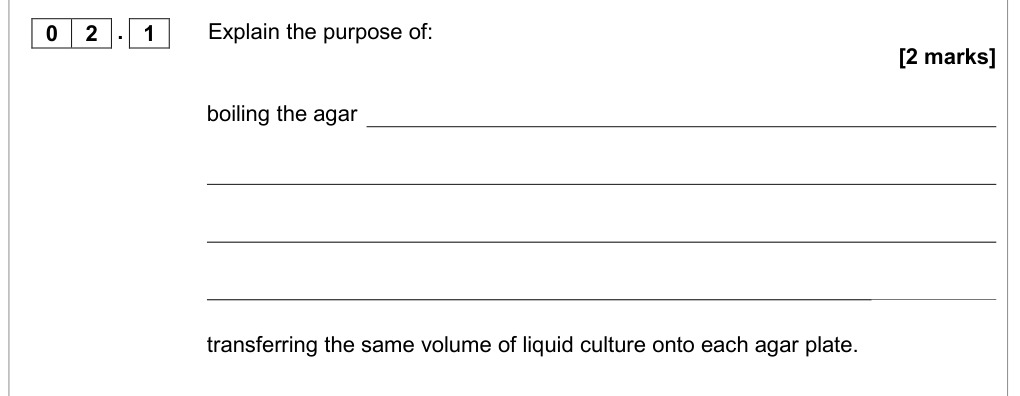 0 2 . 1 Explain the purpose of:
[2 marks]
boiling the agar
transferring the same volume of liquid culture onto each agar plate.